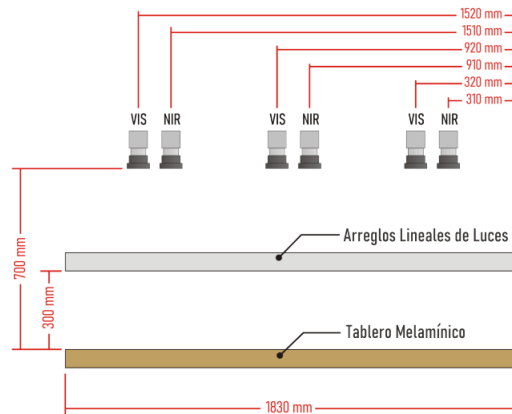 1520 mm
1510 mm
920 mm
910 mm
320 mm
310 mm
VIS NIR VIS NIR VIS NIR
700 mm
Arreglos Lineales de Luces
300 mm
Tablero Melamínico
1830 mm